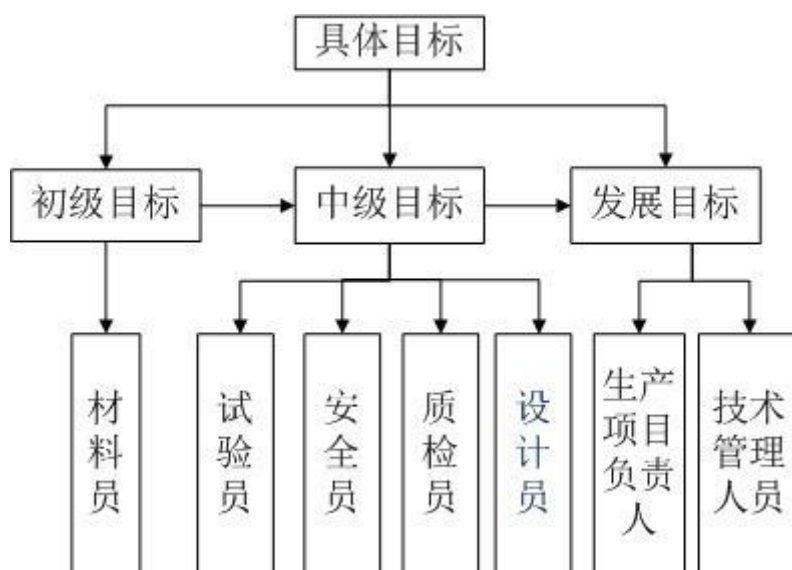 具体目标
初级目标
中级目标
发展目标
材料员
试验员
安全员
质检员
设计员
生产
项目
负责
人
技术
管理
人员